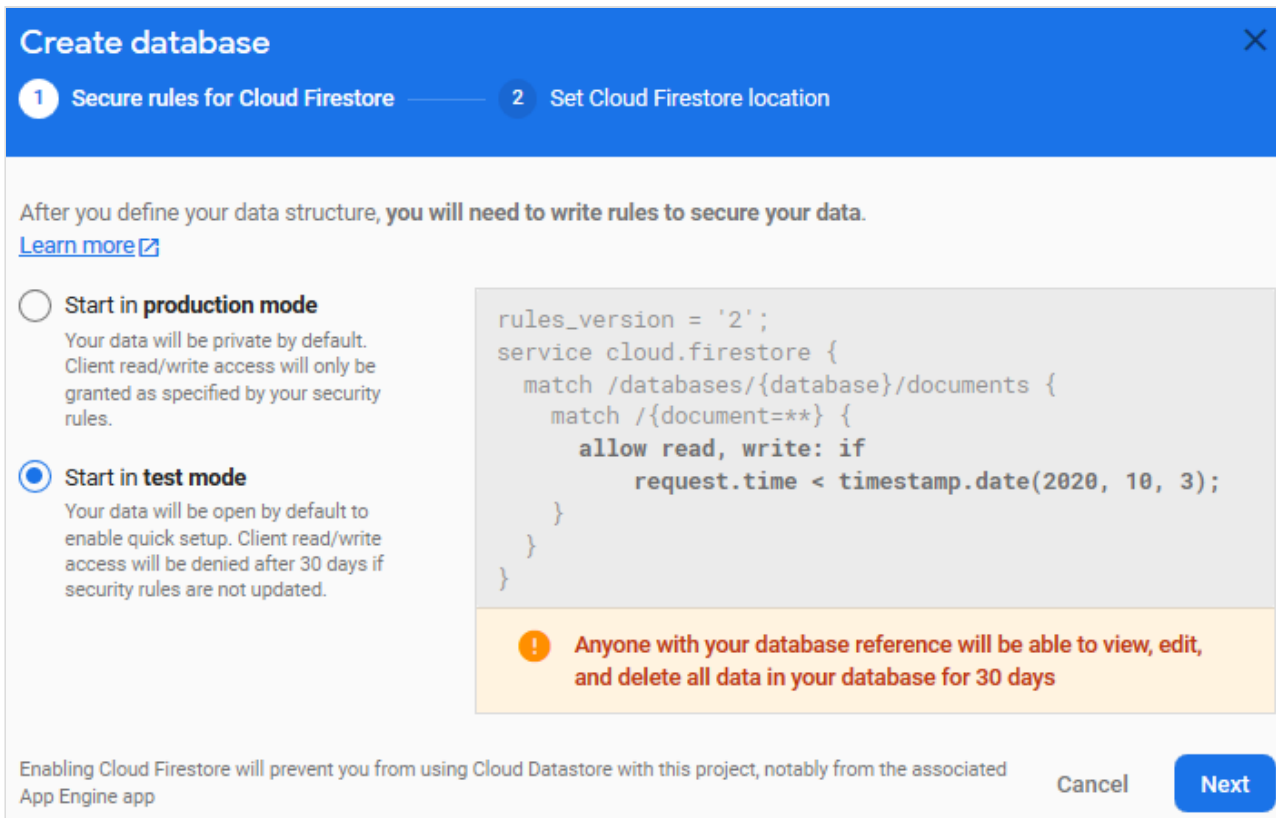 Create database
1 Secure rules for Cloud Firestore 2 Set Cloud Firestore location
After you define your data structure, you will need to write rules to secure your data.
Learn more
Start in production mode
Your data will be private by default.
Client read/write access will only be
granted as specified by your security
rules.
Start in test mode
Your data will be open by default to
enable quick setup. Client read/write
access will be denied after 30 days if
security rules are not updated.
rules_version = '2';
service cloud.firestore {
  match /databases/{database}/documents {
    match /{document=**} {
      allow read, write: if
          request.time < timestamp.date(2020, 10, 3);
    }
  }
}
! Anyone with your database reference will be able to view, edit,
and delete all data in your database for 30 days
Enabling Cloud Firestore will prevent you from using Cloud Datastore with this project, notably from the associated
App Engine app
Cancel Next